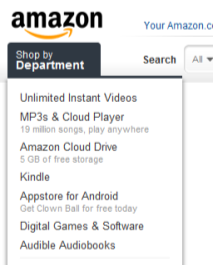 amazon
Your Amazon.c
Shop by
Department
Search
All
Unlimited Instant Videos
MP3s & Cloud Player
19 million songs, play anywhere
Amazon Cloud Drive
5 GB of free storage
Kindle
Appstore for Android
Get Clown Ball for free today
Digital Games & Software
Audible Audiobooks